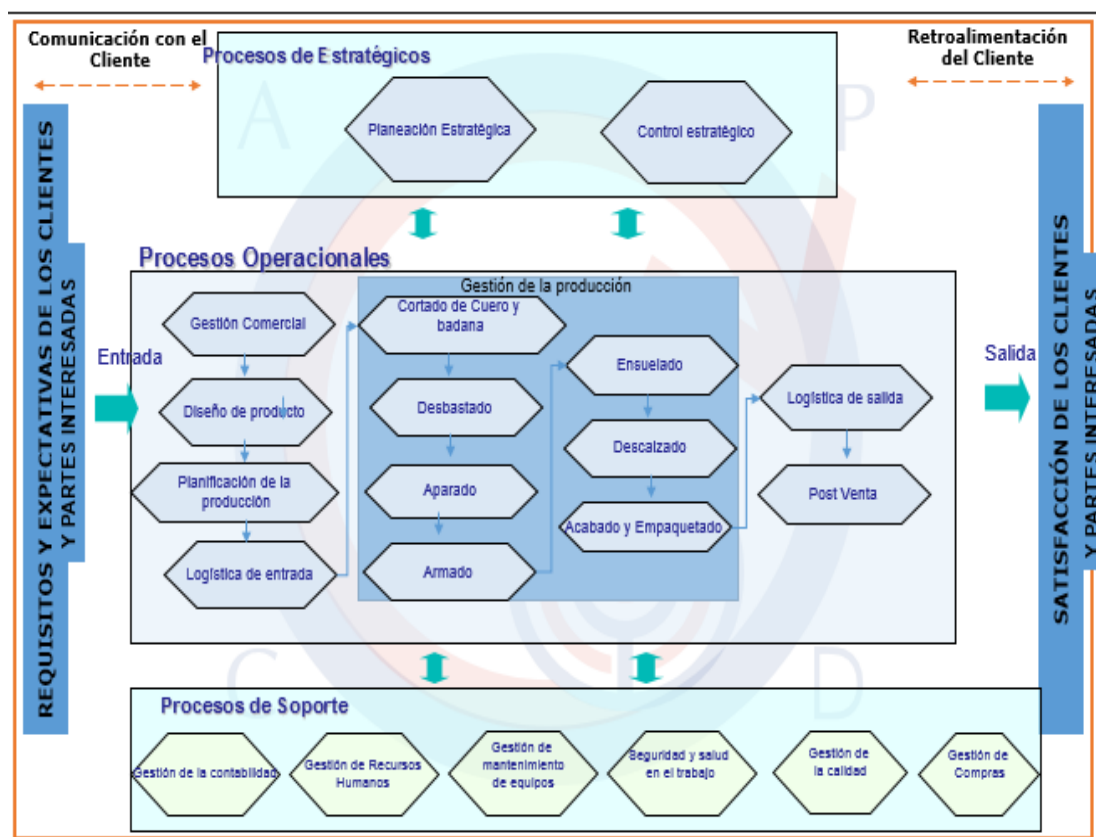 Comunicación con el
Cliente
Procesos de Estratégicos
Retroalimentación
del Cliente
Planeación Estratégica
Control estratégico
A
P
C
D
REQUISITOS Y EXPECTATIVAS DE LOS CLIENTES
Y PARTES INTERESADAS
Entrada
Procesos Operacionales
Gestión Comercial
Diseño de producto
Planificación de la
producción
Logística de entrada
Gestión de la producción
Cortado de Cuero y
badana
Desbastado
Aparado
Armado
Ensuelado
Descalzado
Acabado y Empaquetado
Logística de salida
Post Venta
Salida
SATISFACCIÓN DE LOS CLIENTES
Y PARTES INTERESADAS
Procesos de Soporte
Gestión de la contabilidad
Gestión de Recursos
Humanos
Gestión de
mantenimiento
de equipos
Seguridad y salud
en el trabajo
Gestión de
la calidad
Gestión de
Compras